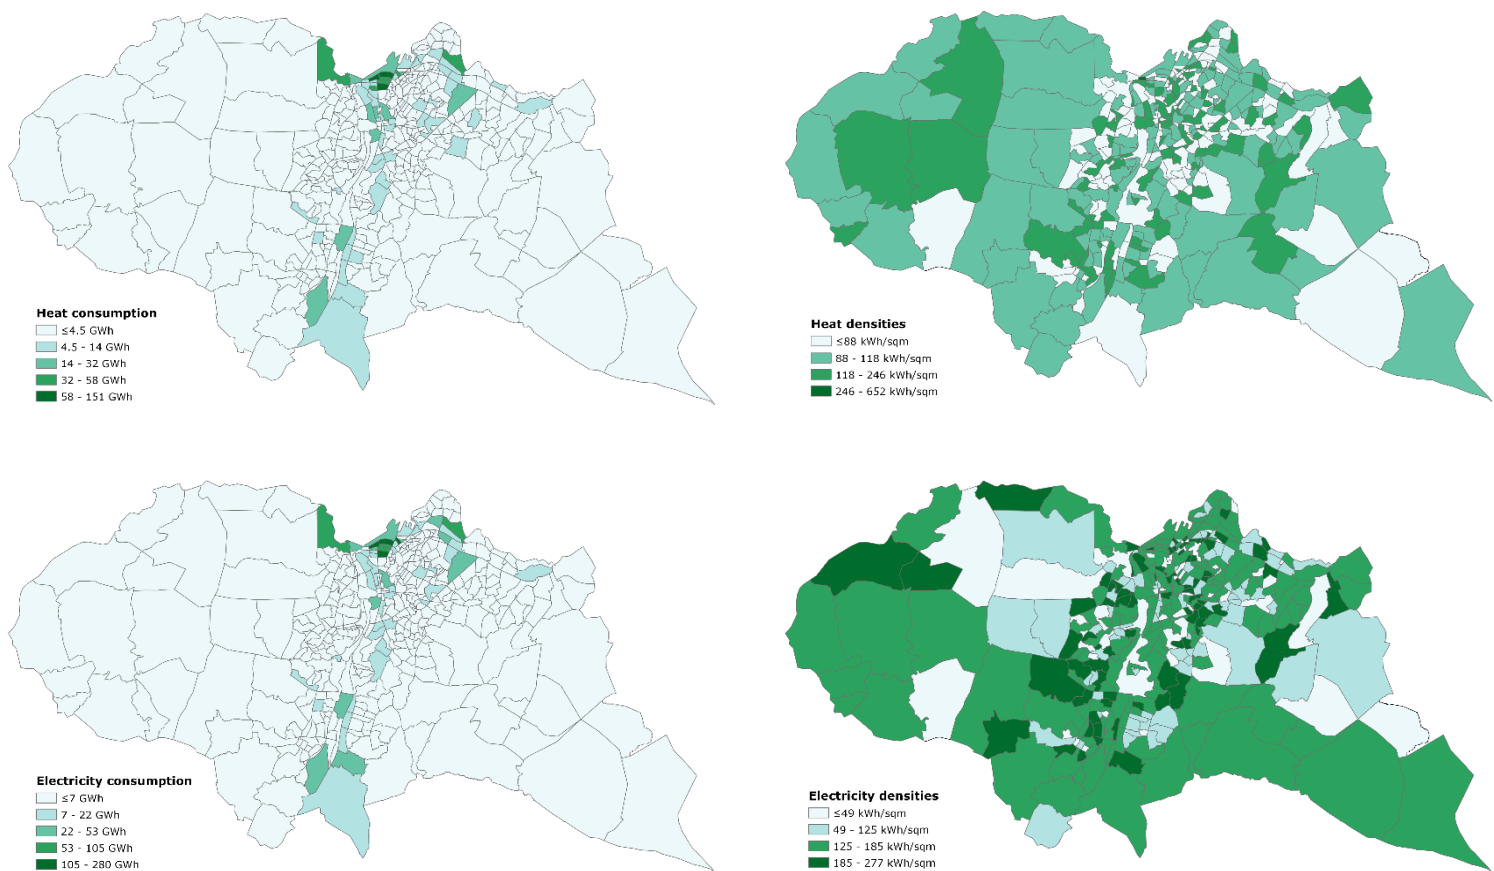 Heat consumption
≤4.5 GWh
4.5 - 14 GWh
14 - 32 GWh
32 - 58 GWh
58 - 151 GWh
Heat densities
≤88 kWh/sqm
88 - 118 kWh/sqm
118 - 246 kWh/sqm
246 - 652 kWh/sqm
Electricity consumption
≤7 GWh
7 - 22 GWh
22 - 53 GWh
53 - 105 GWh
105 - 280 GWh
Electricity densities
≤49 kWh/sqm
49 - 125 kWh/sqm
125 - 185 kWh/sqm
185 - 277 kWh/sqm